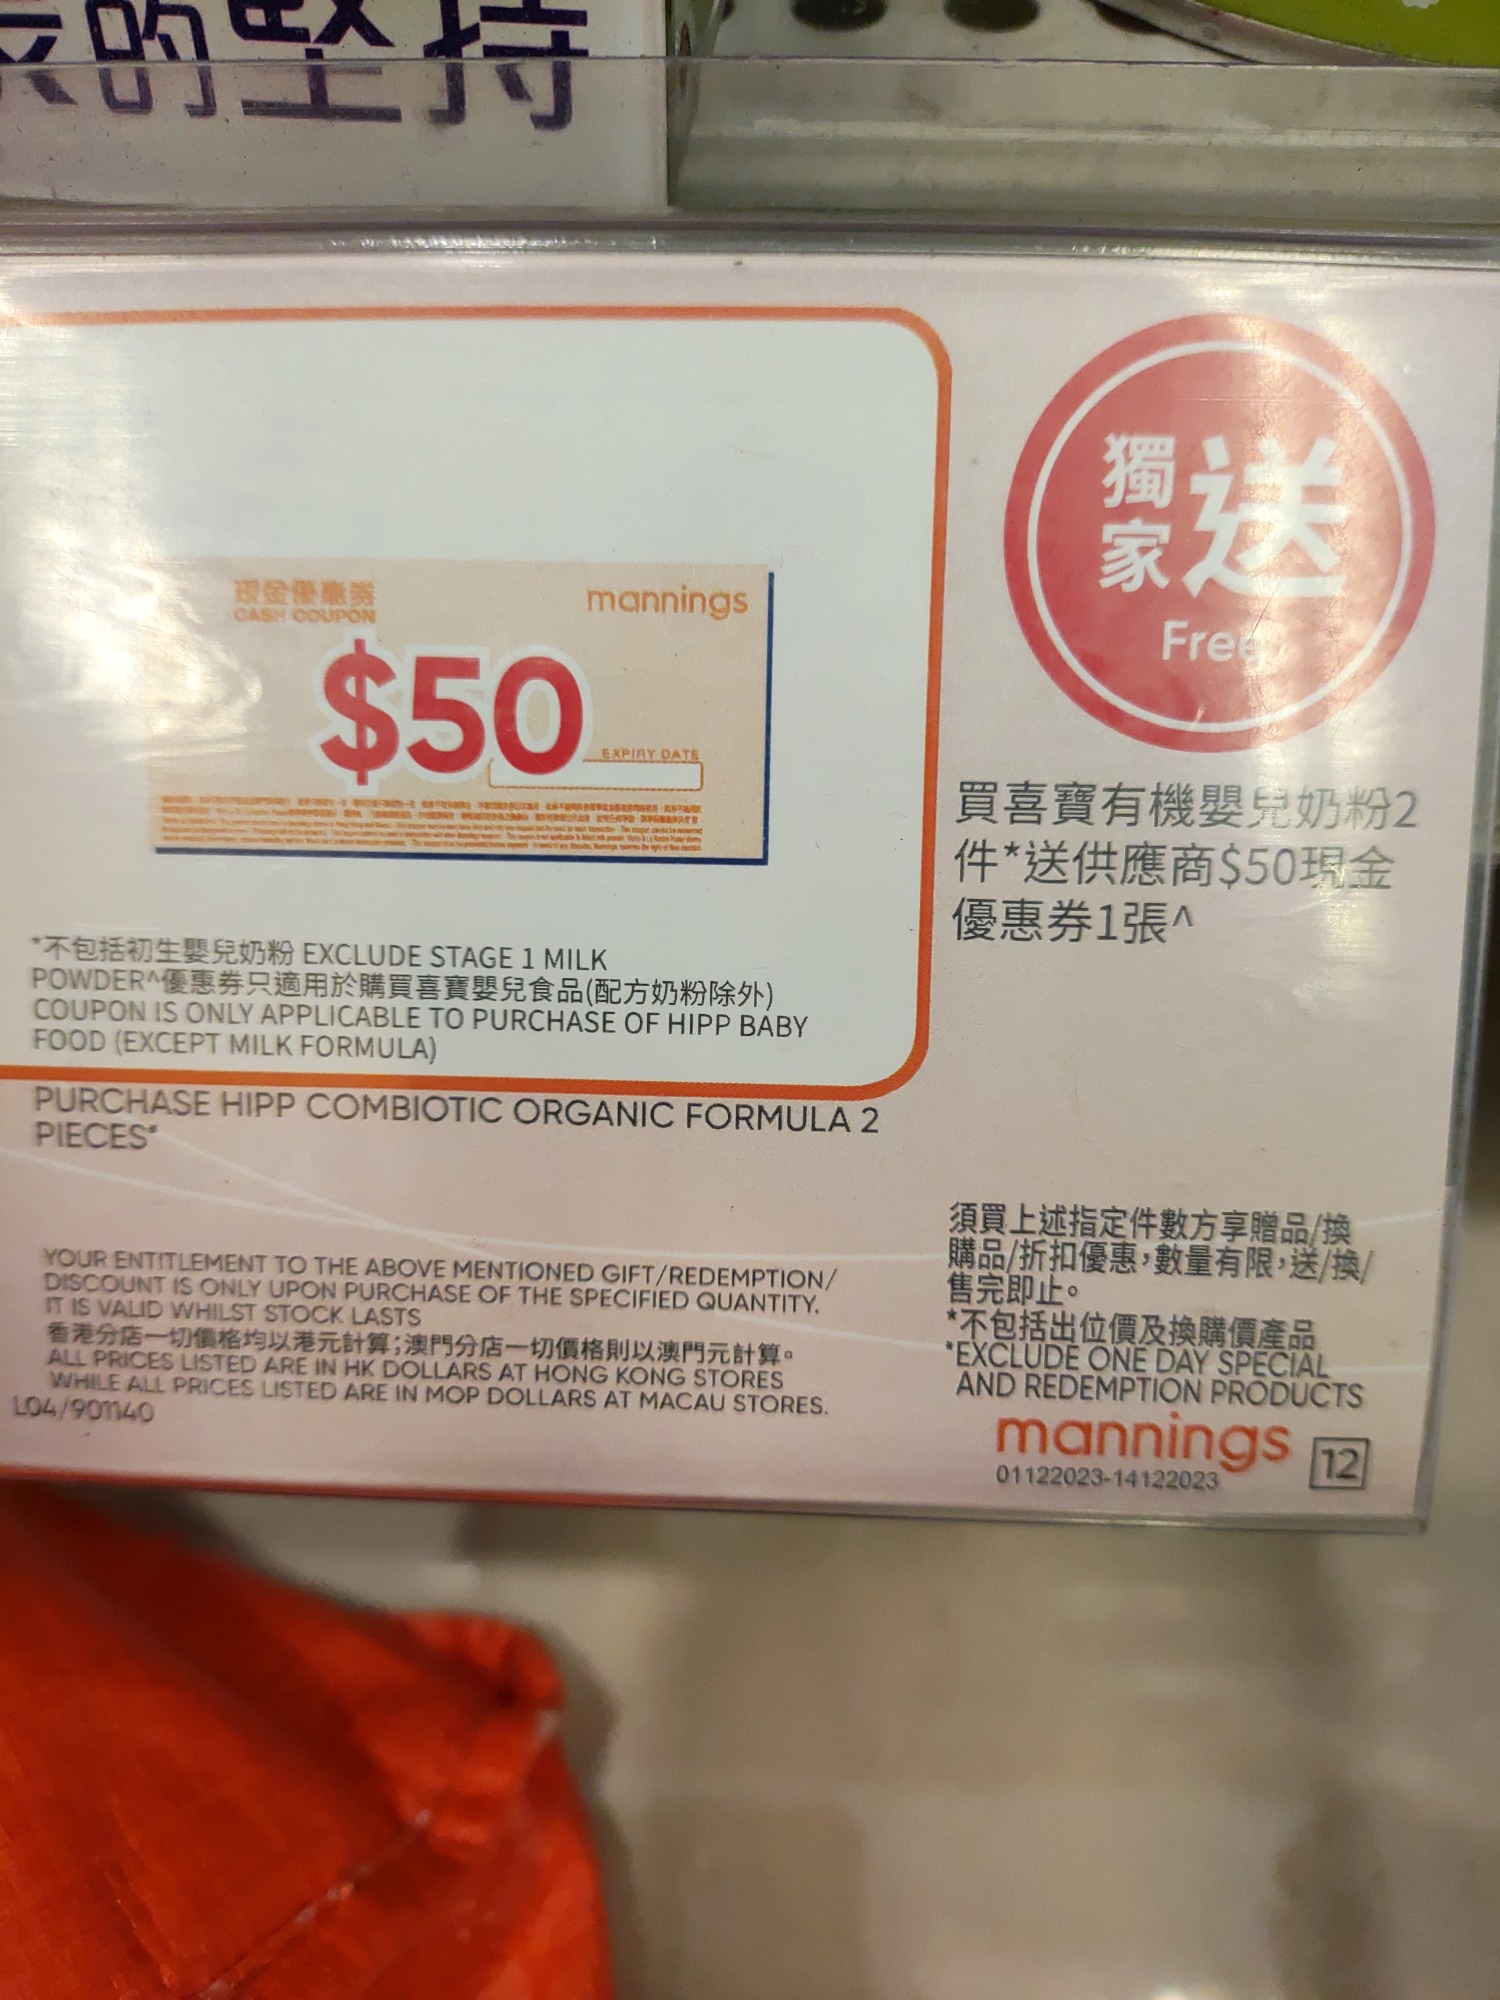 的堅持
現金優惠券
CASH COUPON
mannings
$50
EXPIRY DATE
獨家
送
Free
買喜寶有機嬰兒奶粉2
件*送供應商$50現金
優惠券1張^
*不包括初生嬰兒奶粉 EXCLUDE STAGE 1 MILK
POWDER^優惠券只適用於購買喜寶嬰兒食品(配方奶粉除外)
COUPON IS ONLY APPLICABLE TO PURCHASE OF HIPP BABY
FOOD (EXCEPT MILK FORMULA)
PURCHASE HIPP COMBIOTIC ORGANIC FORMULA 2
PIECES*
YOUR ENTITLEMENT TO THE ABOVE MENTIONED GIFT/REDEMPTION/
DISCOUNT IS ONLY UPON PURCHASE OF THE SPECIFIED QUANTITY.
IT IS VALID WHILST STOCK LASTS
香港分店一切價格均以港元計算;澳門分店一切價格則以澳門元計算。
ALL PRICES LISTED ARE IN HK DOLLARS AT HONG KONG STORES
WHILE ALL PRICES LISTED ARE IN MOP DOLLARS AT MACAU STORES.
L04/901140
須買上述指定件數方享贈品/換
購品/折扣優惠,數量有限,送/換/
售完即止。
*不包括出位價及換購價產品
*EXCLUDE ONE DAY SPECIAL
AND REDEMPTION PRODUCTS
mannings
12
01122023-14122023